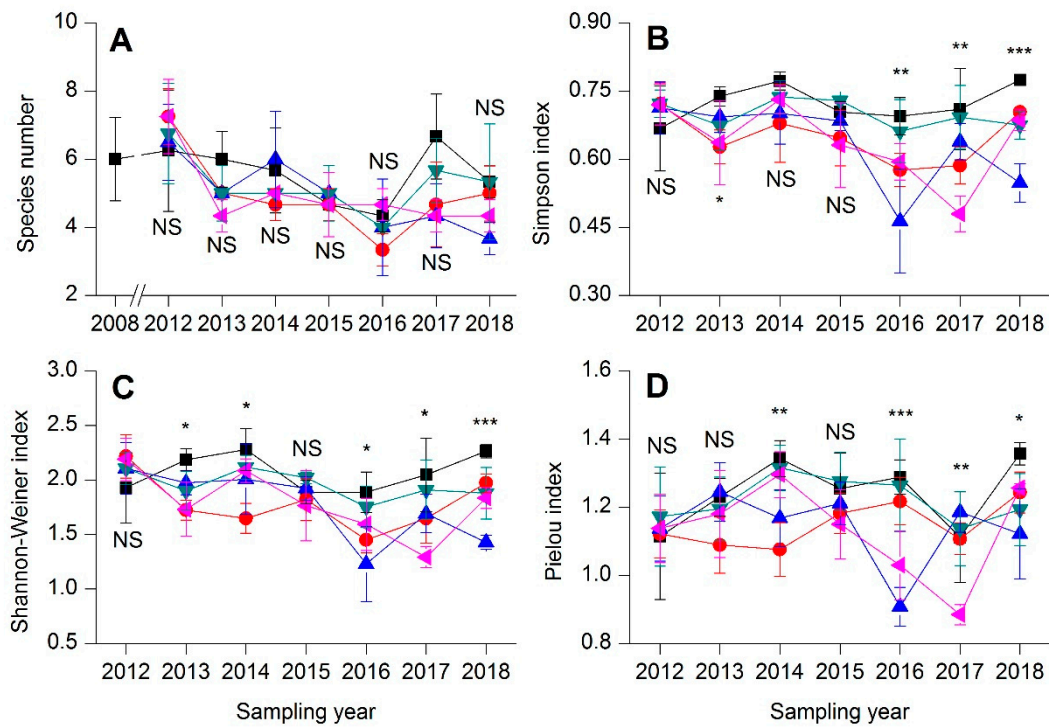 A
Species number
10
8
6
4
2
NS
NS
NS
NS
NS
NS
NS
2008 2012 2013 2014 2015 2016 2017 2018
B
Simpson index
0.90
0.75
0.60
0.45
0.30
NS
*
NS
NS
**
**
***
2012 2013 2014 2015 2016 2017 2018
C
Shannon-Weiner index
3.0
2.5
2.0
1.5
1.0
0.5
NS
*
*
NS
*
*
***
2012 2013 2014 2015 2016 2017 2018
Sampling year
D
Pielou index
1.6
1.4
1.2
1.0
0.8
NS
NS
**
NS
***
**
*
2012 2013 2014 2015 2016 2017 2018
Sampling year